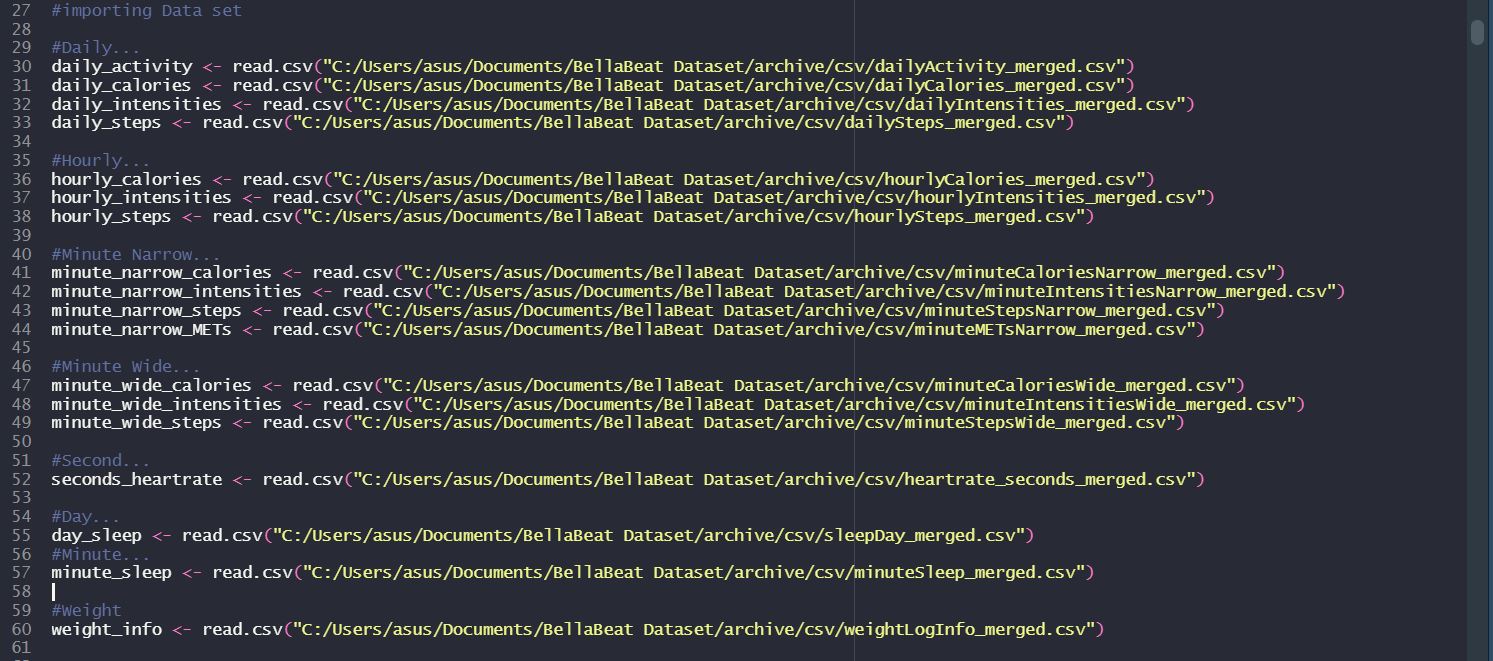 27 #importing Data set
28
29 #Daily...
30 daily_activity <- read.csv("C:/Users/asus/Documents/BellaBeat Dataset/archive/csv/dailyActivity_merged.csv")
31 daily_calories <- read.csv("C:/Users/asus/Documents/BellaBeat Dataset/archive/csv/dailyCalories_merged.csv")
32 daily_intensities <- read.csv("C:/Users/asus/Documents/BellaBeat Dataset/archive/csv/dailyIntensities_merged.csv")
33 daily_steps <- read.csv("C:/Users/asus/Documents/BellaBeat Dataset/archive/csv/dailySteps_merged.csv")
34
35 #Hourly...
36 hourly_calories <- read.csv("C:/Users/asus/Documents/BellaBeat Dataset/archive/csv/hourlyCalories_merged.csv")
37 hourly_intensities <- read.csv("C:/Users/asus/Documents/BellaBeat Dataset/archive/csv/hourlyIntensities_merged.csv")
38 hourly_steps <- read.csv("C:/Users/asus/Documents/BellaBeat Dataset/archive/csv/hourlySteps_merged.csv")
39
40 #Minute Narrow...
41 minute_narrow_calories <- read.csv("C:/Users/asus/Documents/BellaBeat Dataset/archive/csv/minuteCaloriesNarrow_merged.csv")
42 minute_narrow_intensities <- read.csv("C:/Users/asus/Documents/BellaBeat Dataset/archive/csv/minuteIntensitiesNarrow_merged.csv")
43 minute_narrow_steps <- read.csv("C:/Users/asus/Documents/BellaBeat Dataset/archive/csv/minuteStepsNarrow_merged.csv")
44 minute_narrow_METs <- read.csv("C:/Users/asus/Documents/BellaBeat Dataset/archive/csv/minuteMETsNarrow_merged.csv")
45
46 #Minute Wide...
47 minute_wide_calories <- read.csv("C:/Users/asus/Documents/BellaBeat Dataset/archive/csv/minuteCaloriesWide_merged.csv")
48 minute_wide_intensities <- read.csv("C:/Users/asus/Documents/BellaBeat Dataset/archive/csv/minuteIntensitiesWide_merged.csv")
49 minute_wide_steps <- read.csv("C:/Users/asus/Documents/BellaBeat Dataset/archive/csv/minuteStepsWide_merged.csv")
50
51 #Second...
52 seconds_heartrate <- read.csv("C:/Users/asus/Documents/BellaBeat Dataset/archive/csv/heartrate_seconds_merged.csv")
53
54 #Day...
55 day_sleep <- read.csv("C:/Users/asus/Documents/BellaBeat Dataset/archive/csv/sleepDay_merged.csv")
56 #Minute...
57 minute_sleep <- read.csv("C:/Users/asus/Documents/BellaBeat Dataset/archive/csv/minuteSleep_merged.csv")
58
59 #Weight
60 weight_info <- read.csv("C:/Users/asus/Documents/BellaBeat Dataset/archive/csv/weightLogInfo_merged.csv")
61